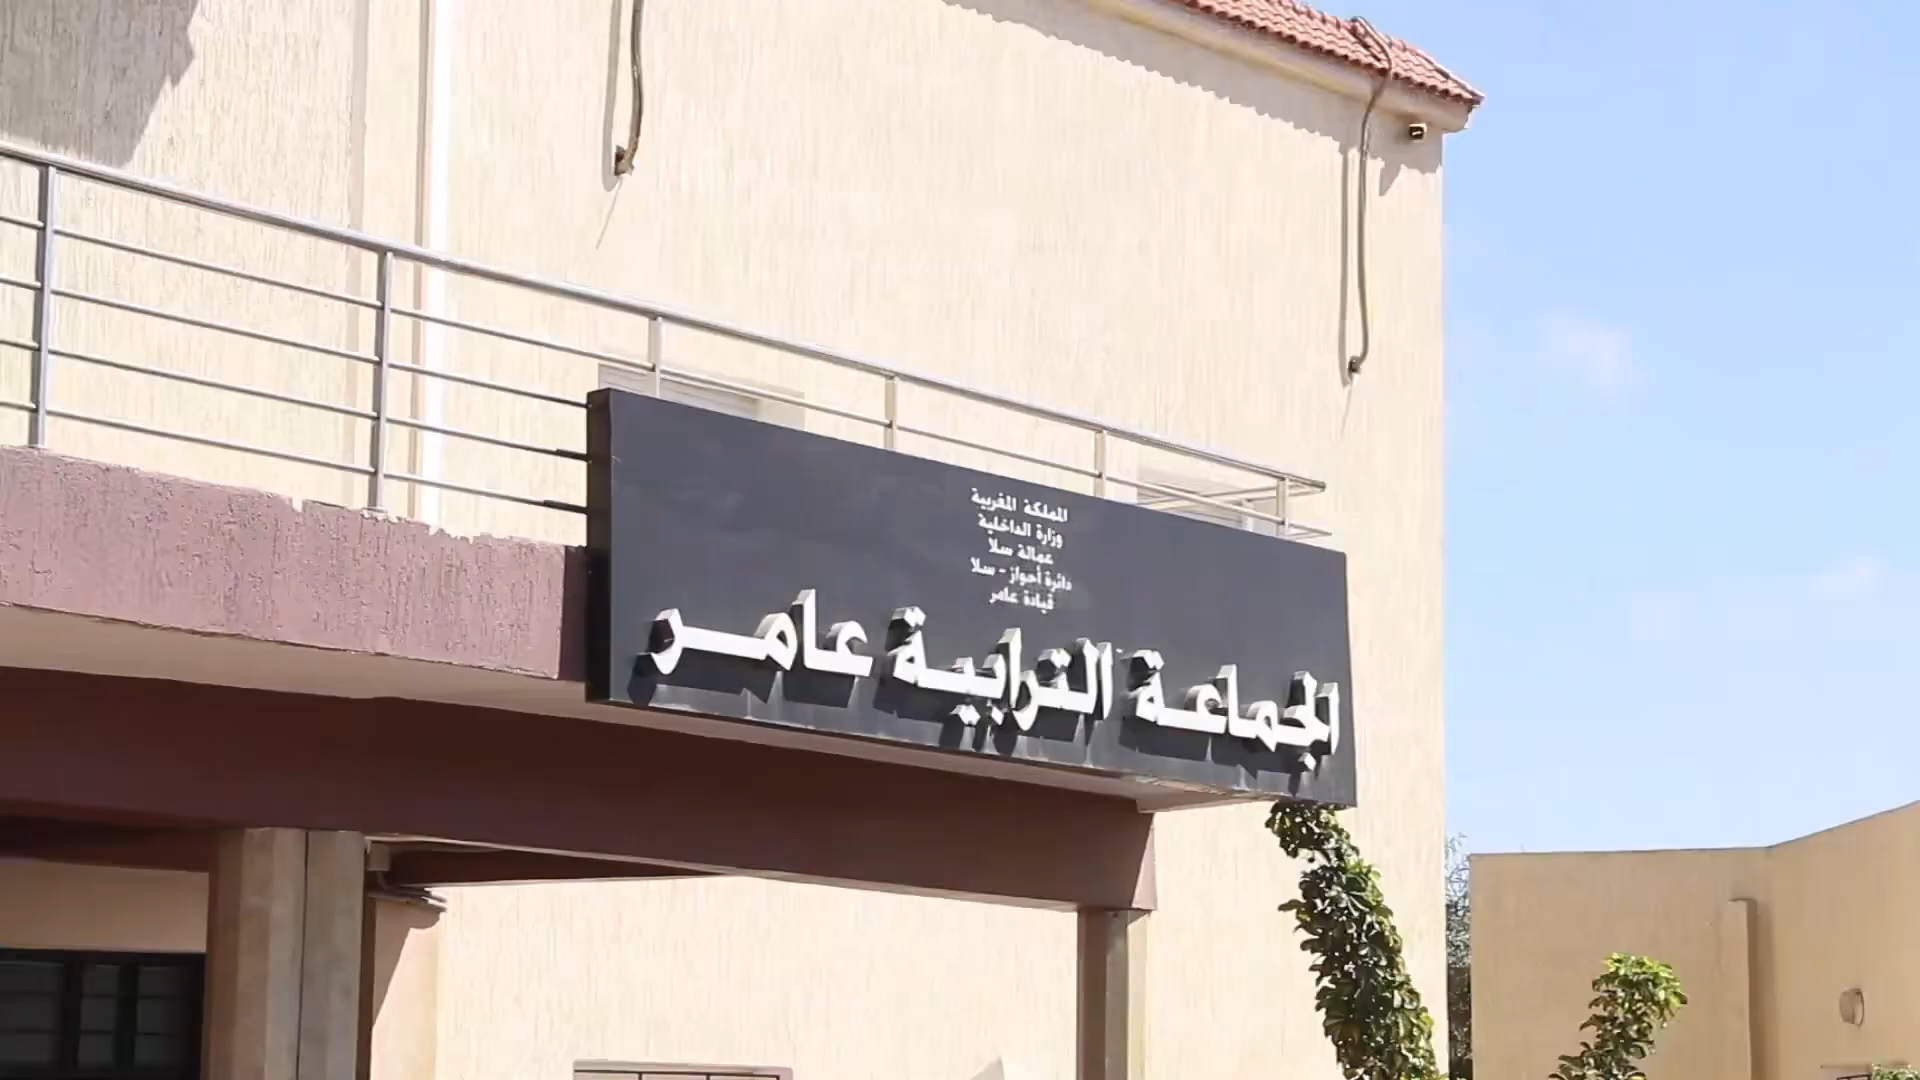 المملكة المغربية
وزارة الداخلية
عمالة سلا
دائرة أحواز - سلا
قيادة عامر
الجماعة الترابية عامر